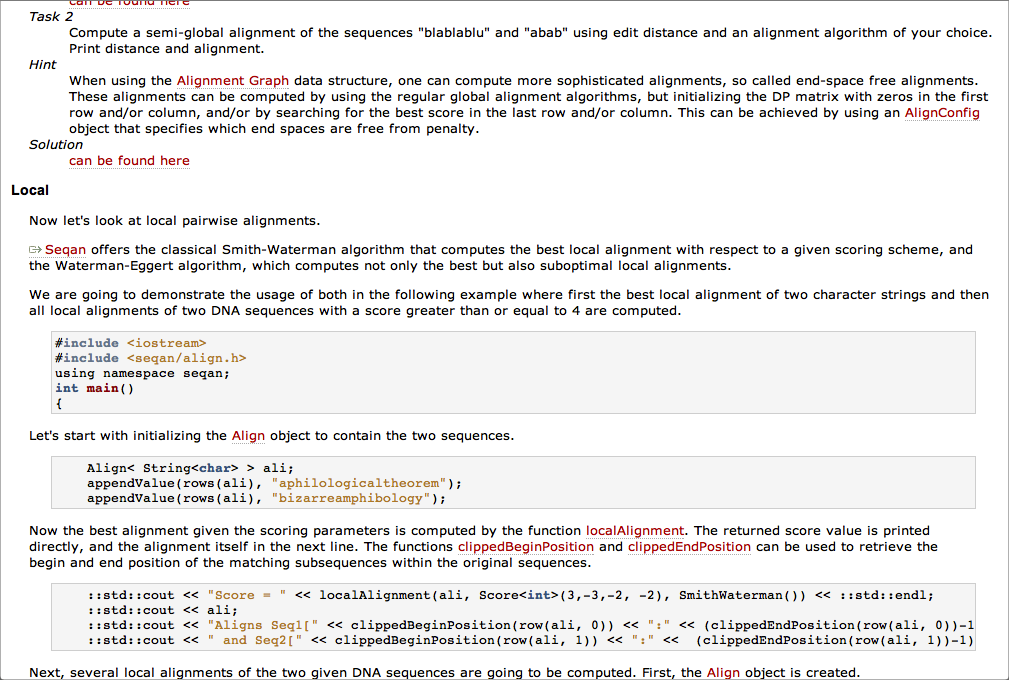 can be found here
Task 2
Compute a semi-global alignment of the sequences "blablablu" and "abab" using edit distance and an alignment algorithm of your choice.
Print distance and alignment.
Hint
When using the Alignment Graph data structure, one can compute more sophisticated alignments, so called end-space free alignments.
These alignments can be computed by using the regular global alignment algorithms, but initializing the DP matrix with zeros in the first
row and/or column, and/or by searching for the best score in the last row and/or column. This can be achieved by using an AlignConfig
object that specifies which end spaces are free from penalty.
Solution
can be found here
Local
Now let's look at local pairwise alignments.
Seqan offers the classical Smith-Waterman algorithm that computes the best local alignment with respect to a given scoring scheme, and
the Waterman-Eggert algorithm, which computes not only the best but also suboptimal local alignments.
We are going to demonstrate the usage of both in the following example where first the best local alignment of two character strings and then
all local alignments of two DNA sequences with a score greater than or equal to 4 are computed.
#include <iostream>
#include <seqan/align.h>
using namespace seqan;
int main()
{
Let's start with initializing the Align object to contain the two sequences.
    Align< String<char> > ali;
    appendValue(rows(ali), "aphilologicaltheorem");
    appendValue(rows(ali), "bizarreamphibology");
Now the best alignment given the scoring parameters is computed by the function localAlignment. The returned score value is printed
directly, and the alignment itself in the next line. The functions clippedBeginPosition and clippedEndPosition can be used to retrieve the
begin and end position of the matching subsequences within the original sequences.
    ::std::cout << "Score = " << localAlignment(ali, Score<int>(3,-3,-2, -2), SmithWaterman()) << ::std::endl;
    ::std::cout << ali;
    ::std::cout << "Aligns Seq1[" << clippedBeginPosition(row(ali, 0)) << ":" << (clippedEndPosition(row(ali, 0))-1
    ::std::cout << " and Seq2[" << clippedBeginPosition(row(ali, 1)) << ":" <<  (clippedEndPosition(row(ali, 1))-1)
Next, several local alignments of the two given DNA sequences are going to be computed. First, the Align object is created.